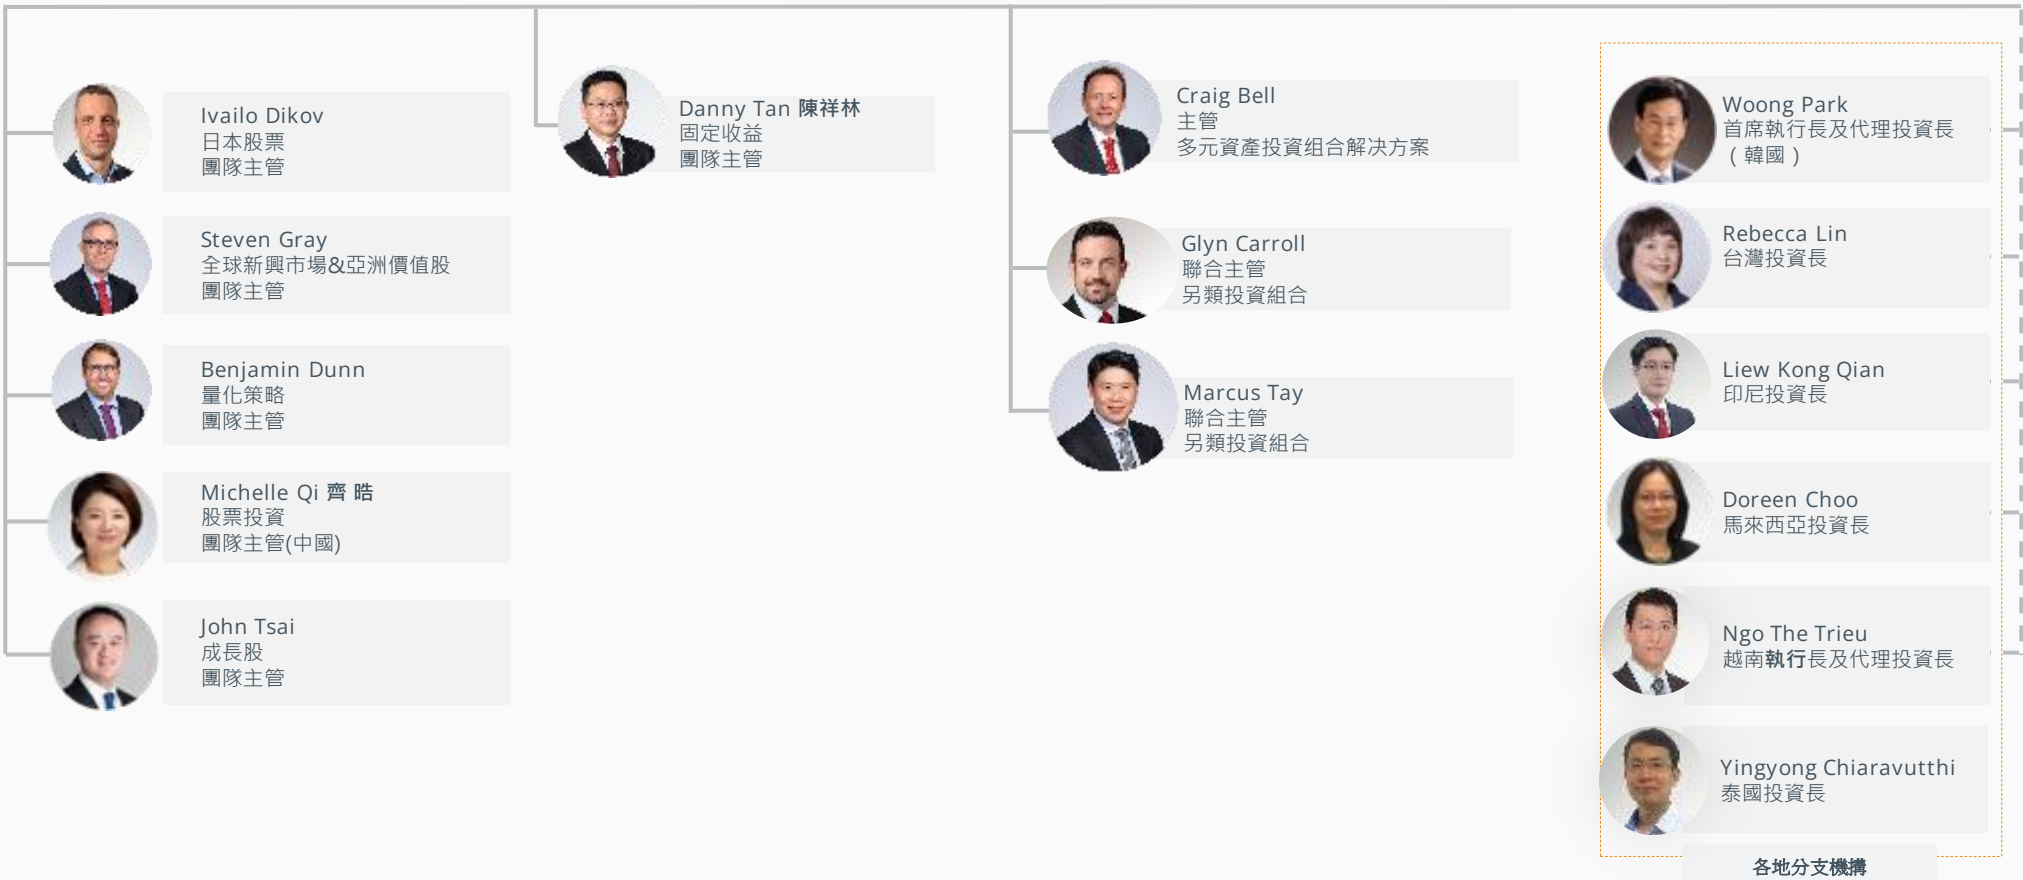 Ivailo Dikov
日本股票
團隊主管
Steven Gray
全球新興市場&亞洲價值股
團隊主管
Benjamin Dunn
量化策略
團隊主管
Michelle Qi 齊 晧
股票投資
團隊主管(中國)
John Tsai
成長股
團隊主管
Danny Tan 陳祥林
固定收益
團隊主管
Craig Bell
主管
多元資產投資组合解决方案
Glyn Carroll
聯合主管
另類投資組合
Marcus Tay
聯合主管
另類投資組合
Woong Park
首席執行長及代理投資長
( 韓國 )
Rebecca Lin
台灣投資長
Liew Kong Qian
印尼投資長
Doreen Choo
馬來西亞投資長
Ngo The Trieu
越南執行長及代理投資長
Yingyong Chiaravutthi
泰國投資長
各地分支機搆